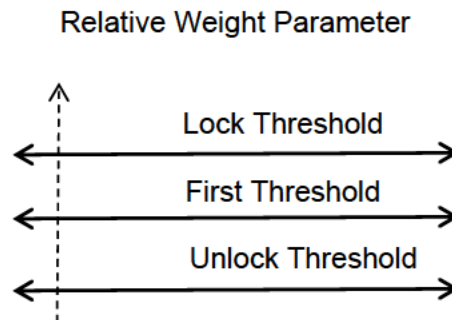 Relative Weight Parameter
Lock Threshold
First Threshold
Unlock Threshold